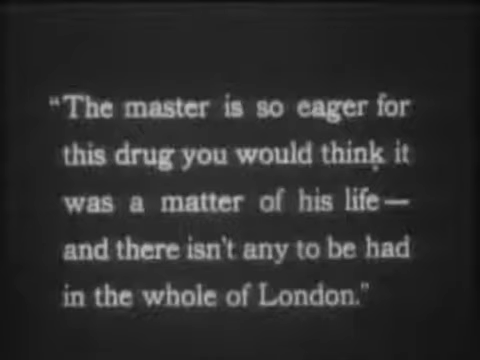 “The master is so eager for
this drug you would think it
was a matter of his life—
and there isn't any to be had
in the whole of London."